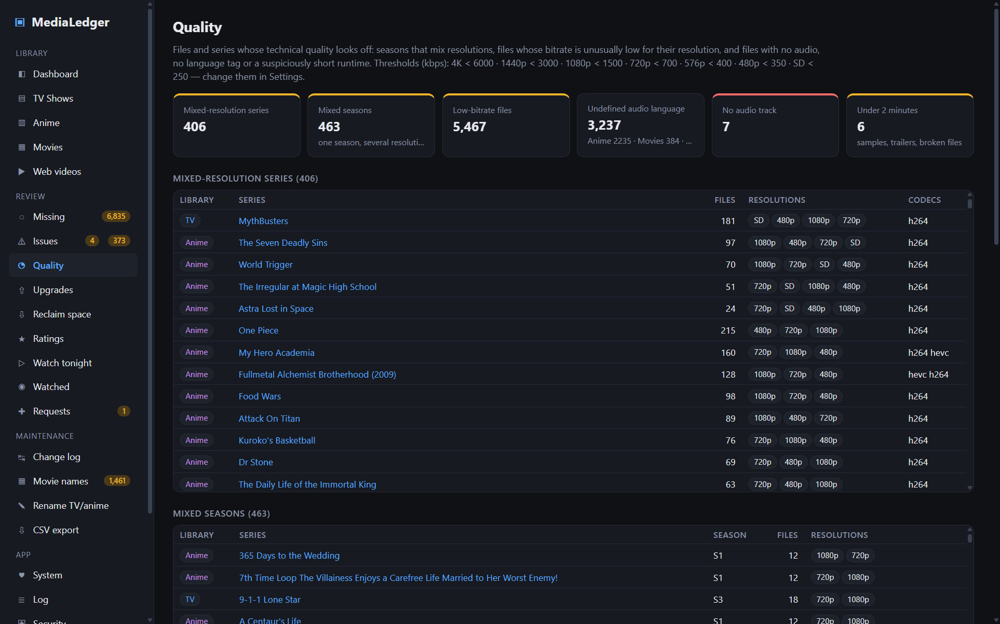 MediaLedger
LIBRARY
Dashboard
TV Shows
Anime
Movies
Web videos
REVIEW
Missing 6,835
Issues 4 373
Quality
Upgrades
Reclaim space
Ratings
Watch tonight
Watched
Requests 1
MAINTENANCE
Change log
Movie names 1,461
Rename TV/anime
CSV export
APP
System
Log
Security
Quality
Files and series whose technical quality looks off: seasons that mix resolutions, files whose bitrate is unusually low for their resolution, and files with no audio,
no language tag or a suspiciously short runtime. Thresholds (kbps): 4K < 6000 · 1440p < 3000 · 1080p < 1500 · 720p < 700 · 576p < 400 · 480p < 350 · SD <
250 — change them in Settings.
Mixed-resolution series
406
Mixed seasons
463
one season, several resoluti...
Low-bitrate files
5,467
Undefined audio language
3,237
Anime 2235 · Movies 384 · ...
No audio track
7
Under 2 minutes
6
samples, trailers, broken files
MIXED-RESOLUTION SERIES (406)
LIBRARY SERIES FILES RESOLUTIONS CODECS
TV MythBusters 181 SD 480p 1080p 720p h264
Anime The Seven Deadly Sins 97 1080p 480p 720p SD h264
Anime World Trigger 70 1080p 720p SD 480p h264
Anime The Irregular at Magic High School 51 720p SD 1080p 480p h264
Anime Astra Lost in Space 24 720p SD 480p 1080p h264
Anime One Piece 215 480p 720p 1080p h264
Anime My Hero Academia 160 720p 1080p 480p h264 hevc
Anime Fullmetal Alchemist Brotherhood (2009) 128 1080p 720p 480p hevc h264
Anime Food Wars 98 1080p 720p 480p h264
Anime Attack On Titan 89 1080p 480p 720p h264
Anime Kuroko's Basketball 76 720p 1080p 480p h264
Anime Dr Stone 69 720p 480p 1080p h264
Anime The Daily Life of the Immortal King 63 720p 480p 1080p h264
MIXED SEASONS (463)
LIBRARY SERIES SEASON FILES RESOLUTIONS
Anime 365 Days to the Wedding S1 12 1080p 720p
Anime 7th Time Loop The Villainess Enjoys a Carefree Life Married to Her Worst Enemy! S1 12 720p 1080p
TV 9-1-1 Lone Star S3 18 720p 1080p
Anime A Centaur's Life S1 12 720p 1080p